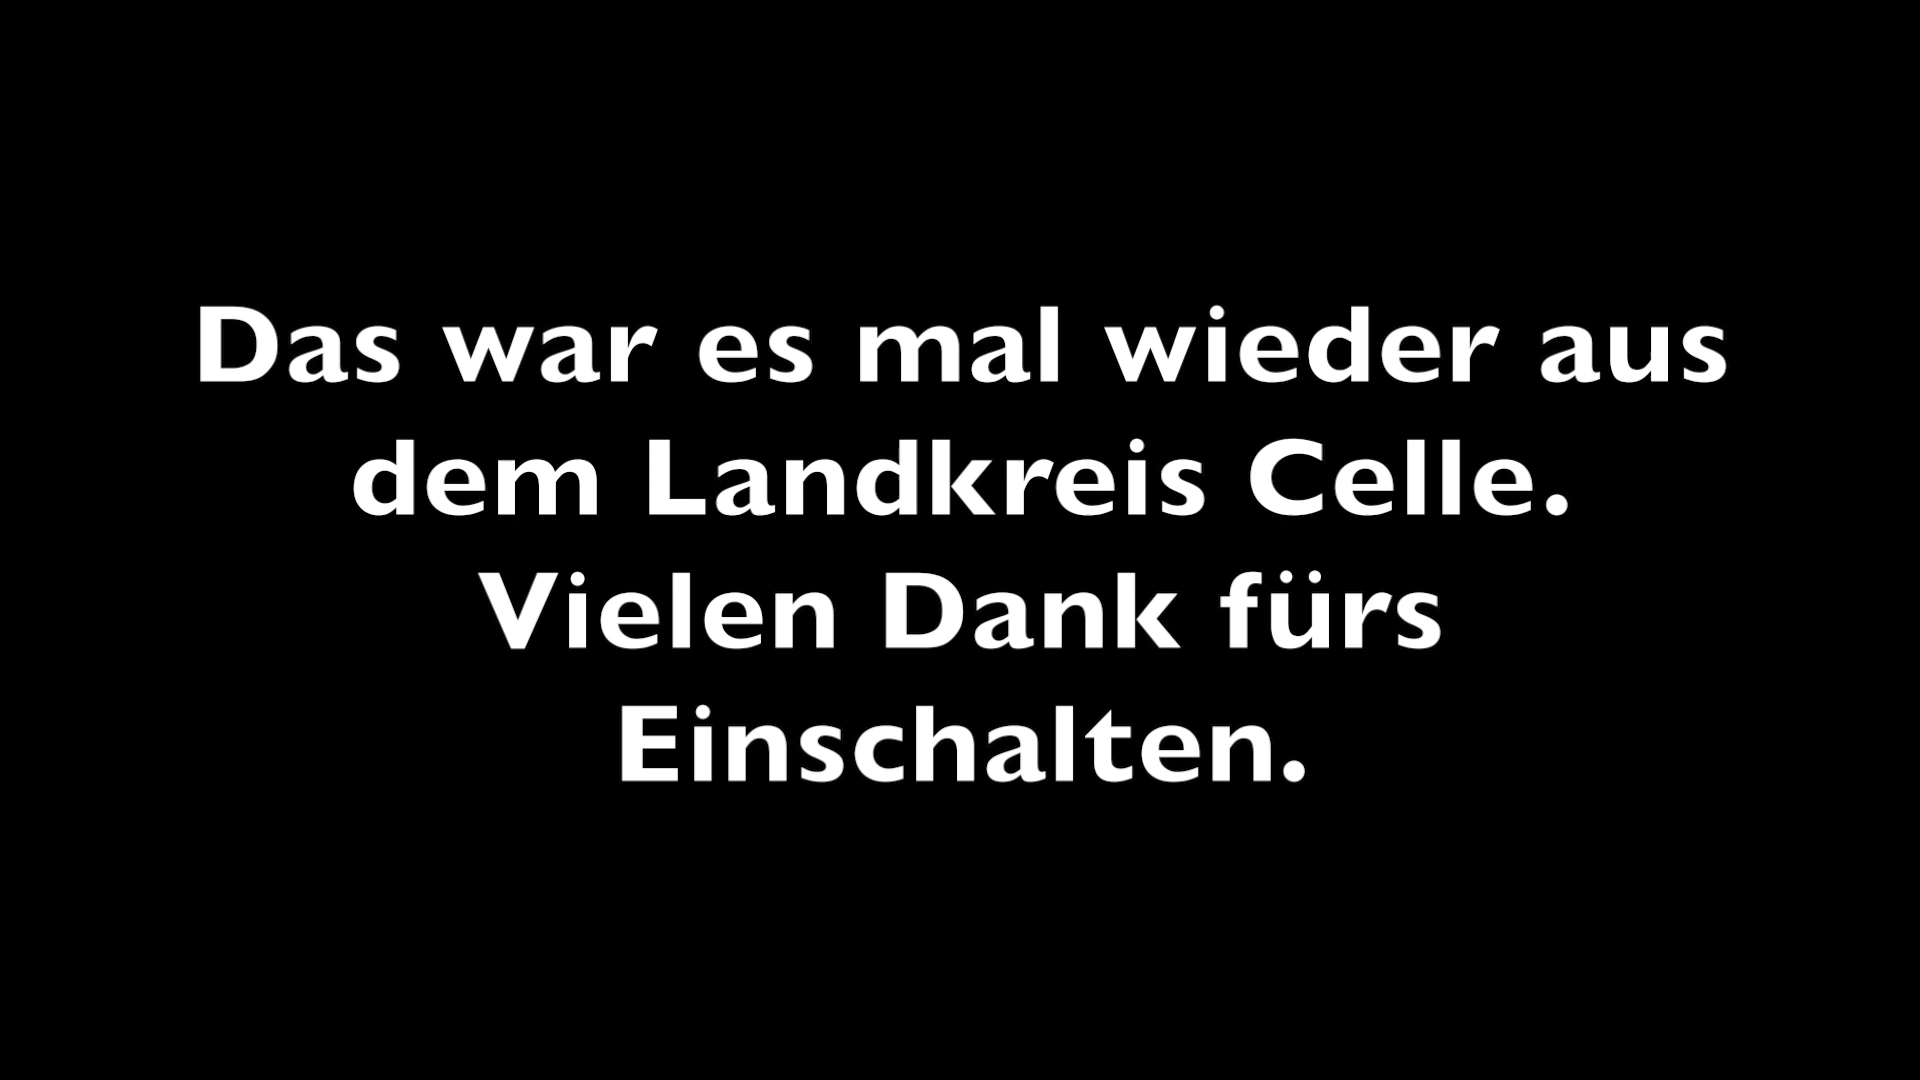 Das war es mal wieder aus
dem Landkreis Celle.
Vielen Dank fürs
Einschalten.